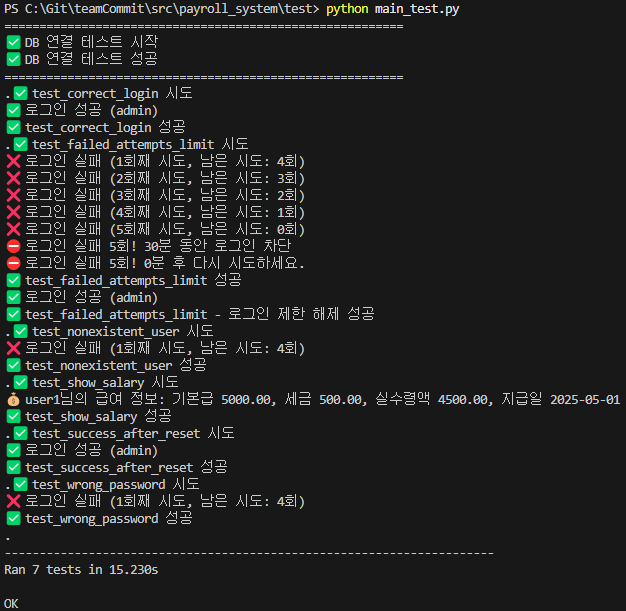 PS C:\Git\teamCommit\src\payroll_system\test> python main_test.py
=========================================================
✅ DB 연결 테스트 시작
✅ DB 연결 테스트 성공
=========================================================
.✅ test_correct_login 시도
✅ 로그인 성공 (admin)
✅ test_correct_login 성공
.✅ test_failed_attempts_limit 시도
❌ 로그인 실패 (1회째 시도, 남은 시도: 4회)
❌ 로그인 실패 (2회째 시도, 남은 시도: 3회)
❌ 로그인 실패 (3회째 시도, 남은 시도: 2회)
❌ 로그인 실패 (4회째 시도, 남은 시도: 1회)
❌ 로그인 실패 (5회째 시도, 남은 시도: 0회)
⛔ 로그인 실패 5회! 30분 동안 로그인 차단
⛔ 로그인 실패 5회! 0분 후 다시 시도하세요.
✅ test_failed_attempts_limit 성공
✅ 로그인 성공 (admin)
✅ test_failed_attempts_limit - 로그인 제한 해제 성공
.✅ test_nonexistent_user 시도
❌ 로그인 실패 (1회째 시도, 남은 시도: 4회)
✅ test_nonexistent_user 성공
.✅ test_show_salary 시도
💰 user1님의 급여 정보: 기본급 5000.00, 세금 500.00, 실수령액 4500.00, 지급일 2025-05-01
✅ test_show_salary 성공
.✅ test_success_after_reset 시도
✅ 로그인 성공 (admin)
✅ test_success_after_reset 성공
.✅ test_wrong_password 시도
❌ 로그인 실패 (1회째 시도, 남은 시도: 4회)
✅ test_wrong_password 성공
.
----------------------------------------------------------------------
Ran 7 tests in 15.230s
OK